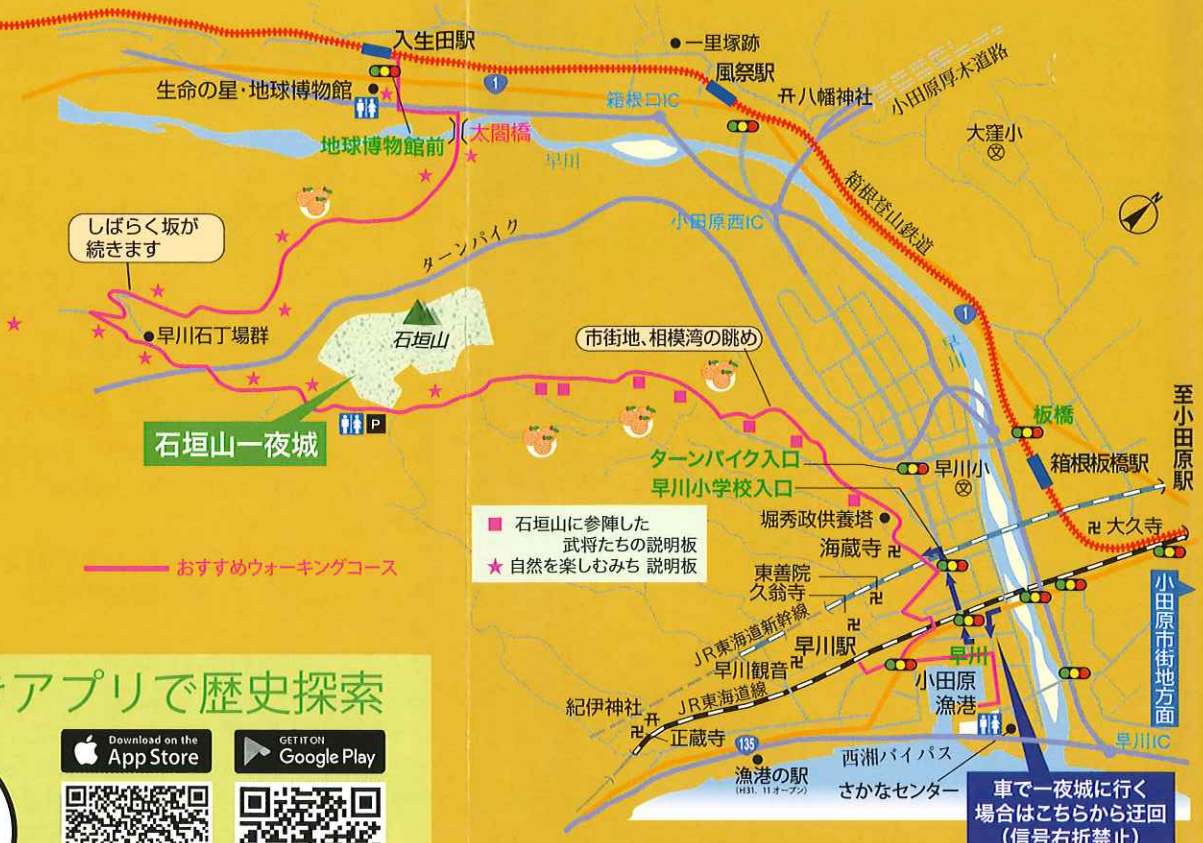 入生田駅
一里塚跡
生命の星・地球博物館
1
風祭駅
八幡神社
小田原厚木道路
箱根口IC
地球博物館前
太閤橋
早川
大窪小
文
N
しばらく坂が
続きます
ターンパイク
小田原西IC
箱根登山鉄道
早川石丁場群
石垣山
市街地、相模湾の眺め
1
早川
至小田原駅
石垣山一夜城
P
板橋
ターンパイク入口
早川小
文
箱根板橋駅
早川小学校入口
石垣山に参陣した
武将たちの説明板
自然を楽しむみち 説明板
堀秀政供養塔
海蔵寺
大久寺
おすすめウォーキングコース
東善院
久翁寺
小田原市街地方面
JR東海道新幹線
早川駅
早川観音
早川
小田原
漁港
アプリで歴史探索
紀伊神社
JR東海道線
正蔵寺
135
西湘バイパス
早川IC
漁港の駅
(H31. 11オープン)
さかなセンター
Download on the
App Store
GET IT ON
Google Play
車で一夜城に行く
場合はこちらから迂回
(信号右折禁止)